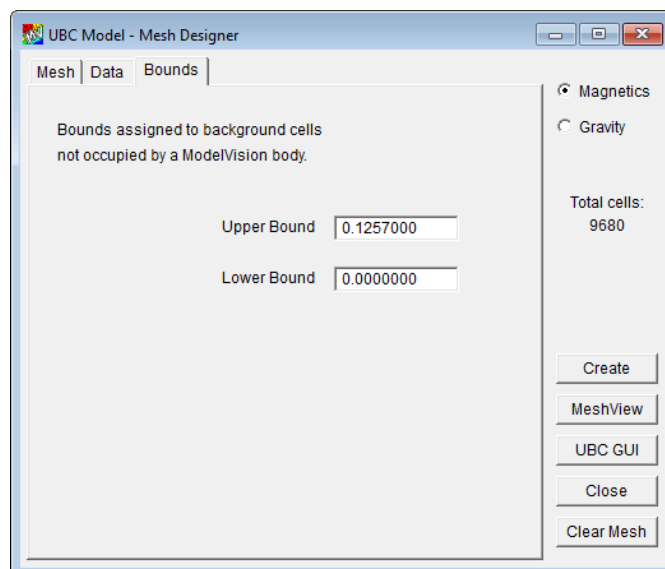 UBC Model - Mesh Designer
Mesh Data Bounds
Bounds assigned to background cells
not occupied by a ModelVision body.
Upper Bound 0.1257000
Lower Bound 0.0000000
Magnetics
Gravity
Total cells:
9680
Create
MeshView
UBC GUI
Close
Clear Mesh